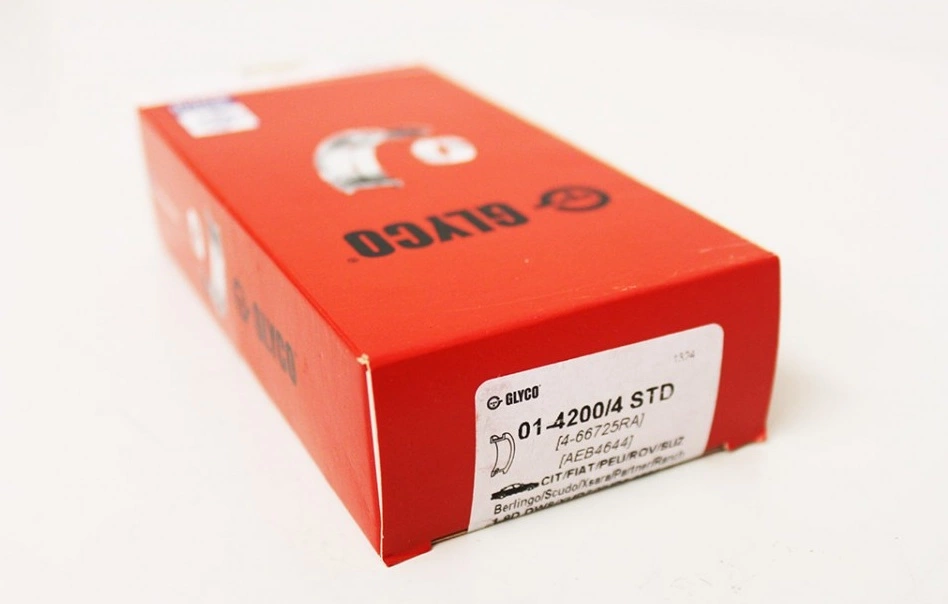 GLYCO
GLYCO
GLYCO
1324
01-4200/4 STD
[4-66725RA]
[AEB4644]
CIT/FIAT/PEU/ROV/SUZ
Berlingo/Scudo/Xsara/Partner/Ranch